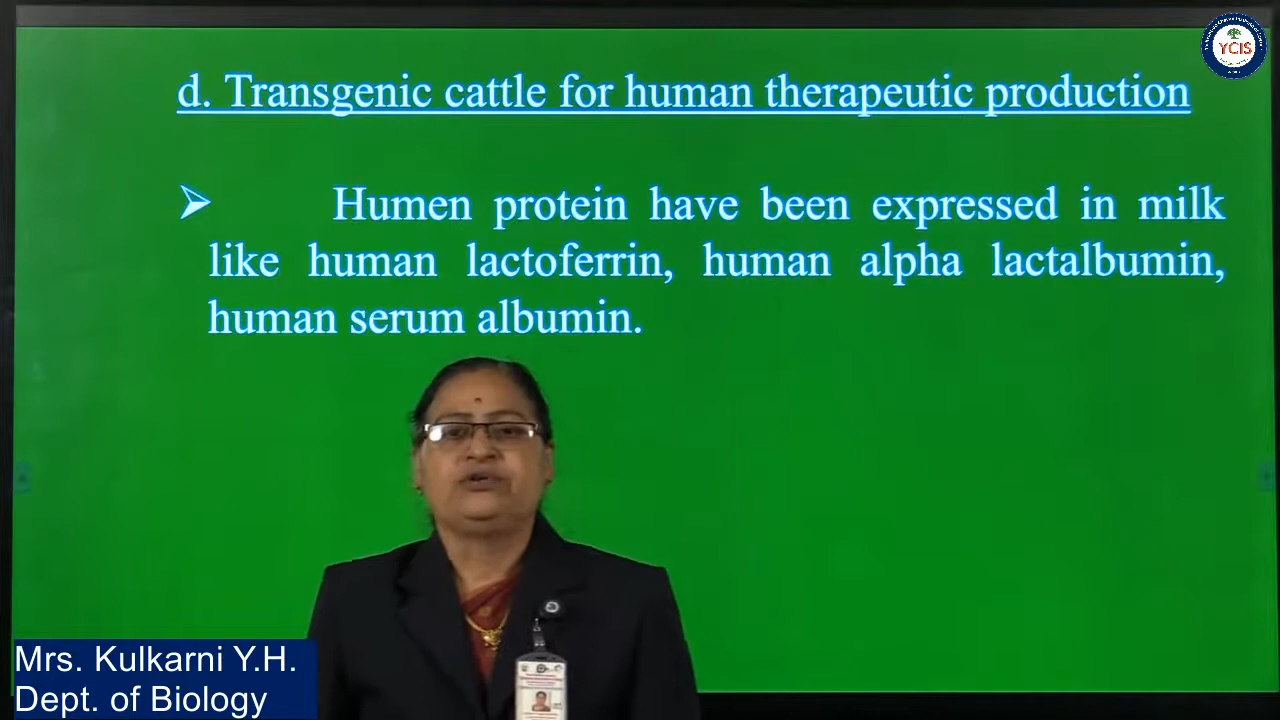 d. Transgenic cattle for human therapeutic production
➢ Humen protein have been expressed in milk
like human lactoferrin, human alpha lactalbumin,
human serum albumin.
YCIS
Mrs. Kulkarni Y.H.
Dept. of Biology